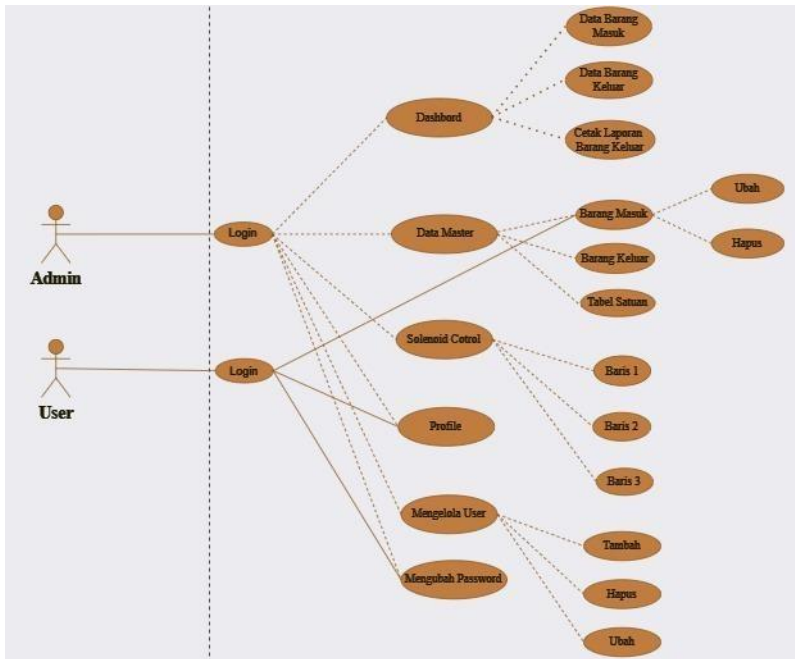 Data Barang
Masuk
Data Barang
Keluar
Dashbord
Cetak Laporan
Barang Keluar
Ubah
Barang Masuk
Login
Data Master
Hapus
Barang Keluar
Admin
Tabel Satuan
Solenoid Cotrol
Login
Baris 1
User
Profile
Baris 2
Baris 3
Mengelola User
Tambah
Mengubah Password
Hapus
Ubah